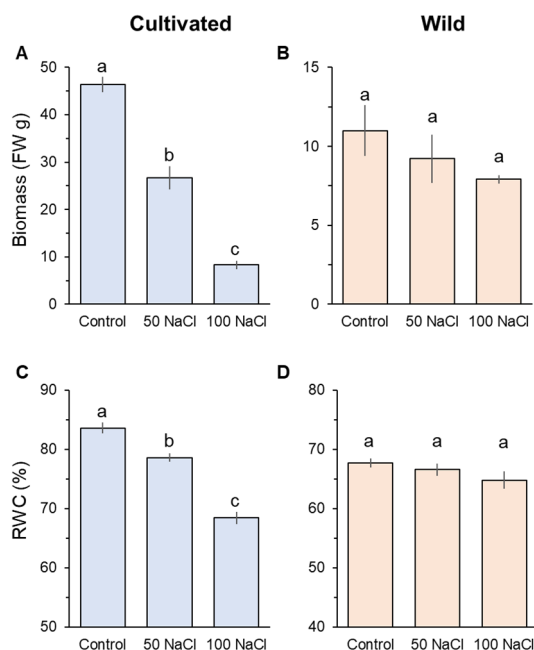 Cultivated
Wild
A
Biomass (FW g)
50
40
30
20
10
0
a
b
c
Control 50 NaCl 100 NaCl
B
15
10
5
0
a
a
a
Control 50 NaCl 100 NaCl
C
RWC (%)
90
80
70
60
50
a
b
c
Control 50 NaCl 100 NaCl
D
80
70
60
50
40
a
a
a
Control 50 NaCl 100 NaCl